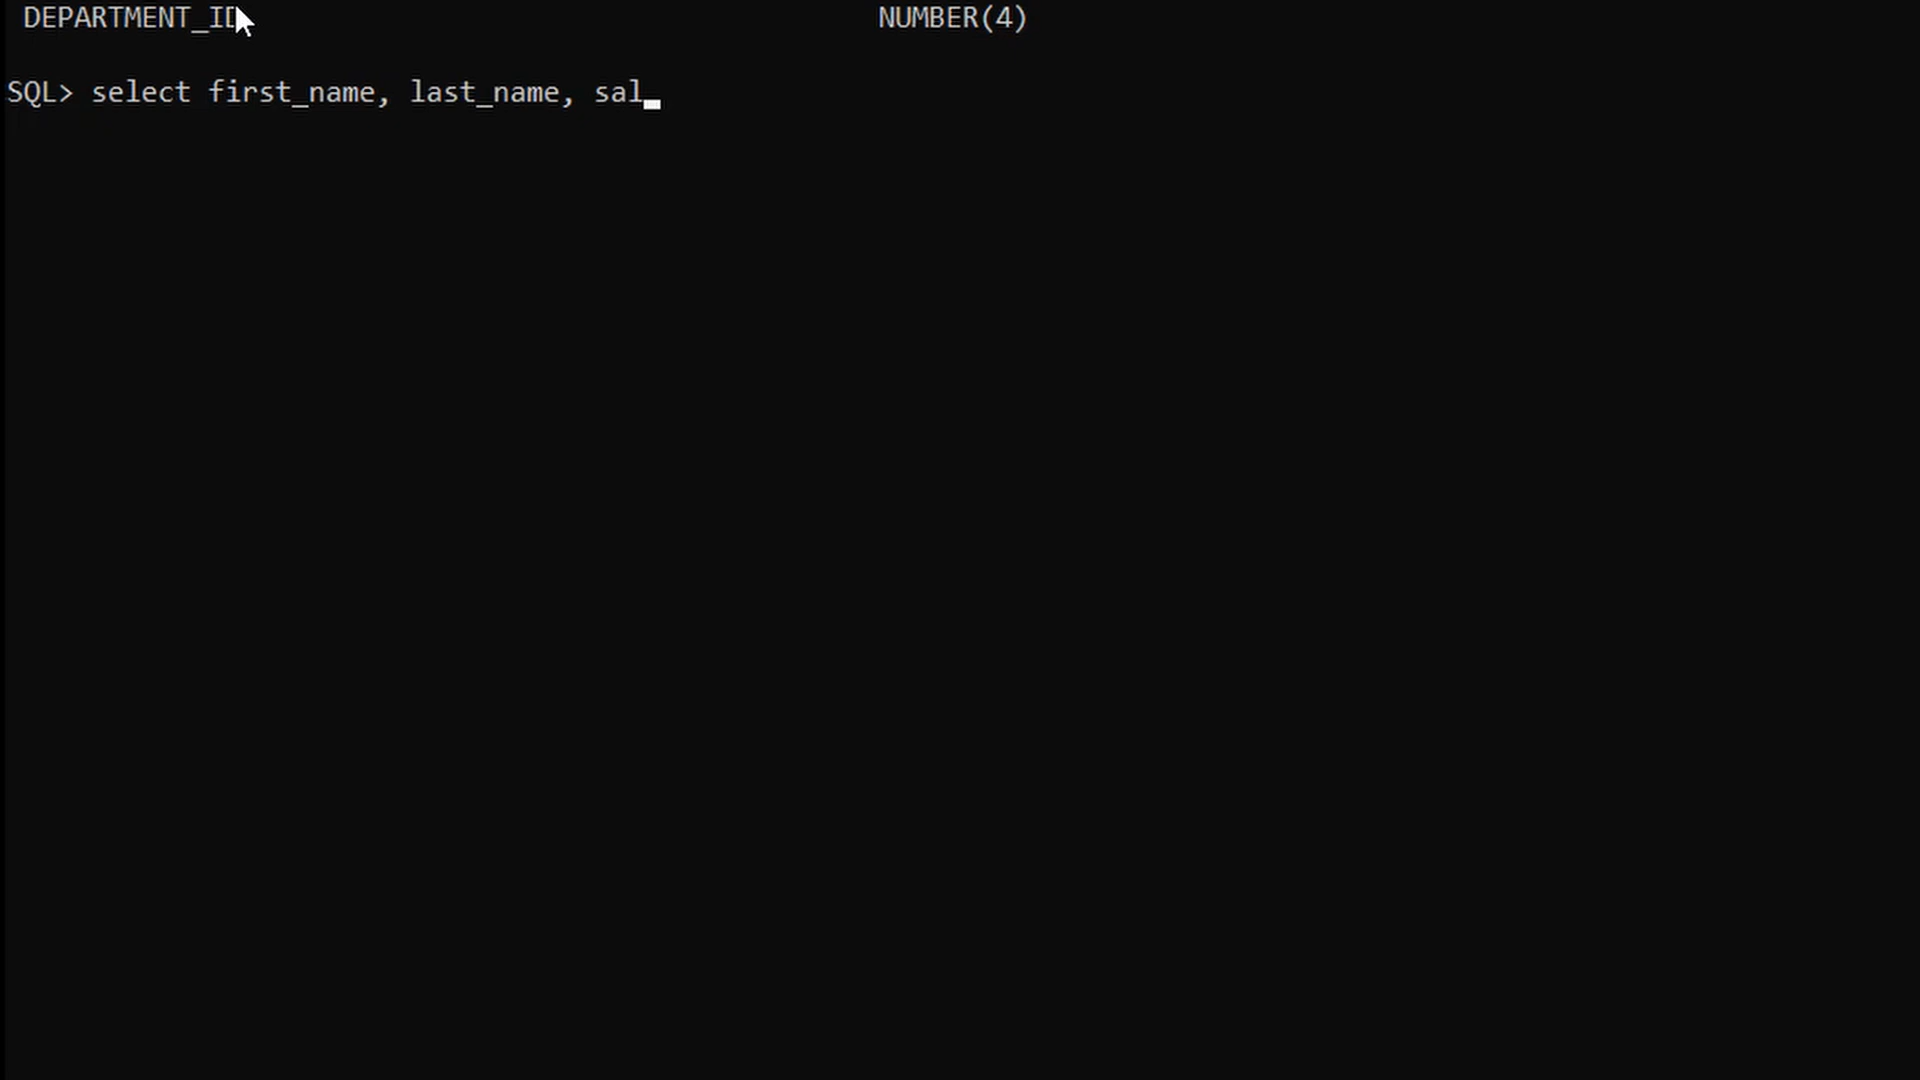 DEPARTMENT_ID NUMBER(4)
SQL> select first_name, last_name, sal